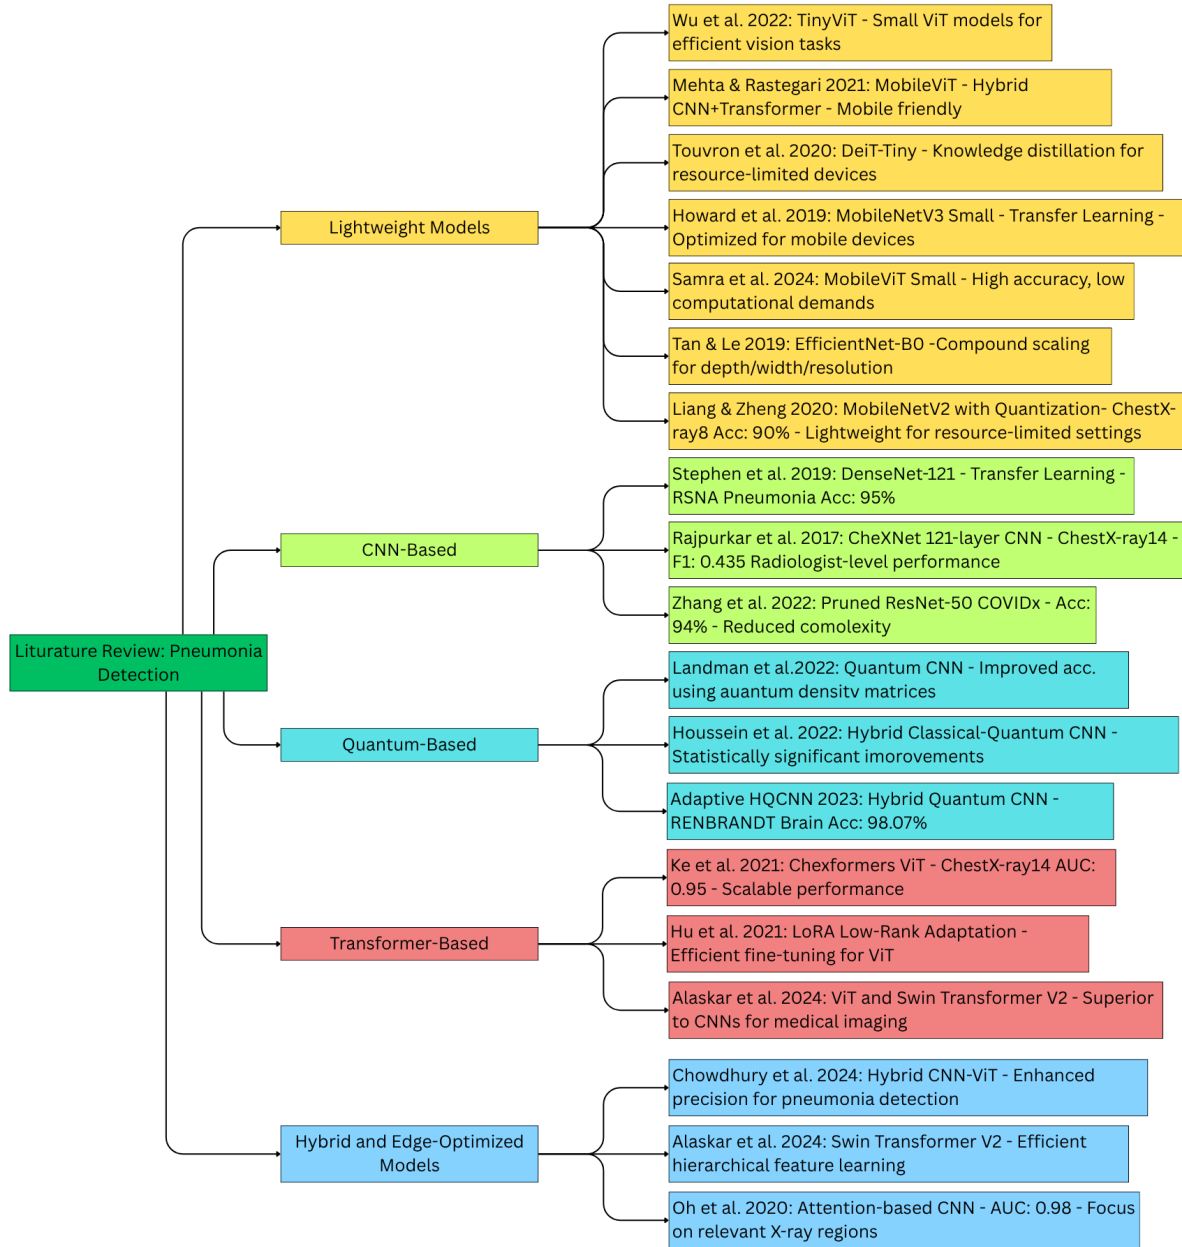 Wu et al. 2022: TinyViT - Small ViT models for
efficient vision tasks
Mehta & Rastegari 2021: MobileViT - Hybrid
CNN+Transformer - Mobile friendly
Touvron et al. 2020: DeiT-Tiny - Knowledge distillation for
resource-limited devices
Lightweight Models
Howard et al. 2019: MobileNetV3 Small - Transfer Learning -
Optimized for mobile devices
Samra et al. 2024: MobileViT Small - High accuracy, low
computational demands
Tan & Le 2019: EfficientNet-B0 -Compound scaling
for depth/width/resolution
Liang & Zheng 2020: MobileNetV2 with Quantization- ChestX-
ray8 Acc: 90% - Lightweight for resource-limited settings
Stephen et al. 2019: DenseNet-121 - Transfer Learning -
RSNA Pneumonia Acc: 95%
CNN-Based
Rajpurkar et al. 2017: CheXNet 121-layer CNN - ChestX-ray14 -
F1: 0.435 Radiologist-level performance
Zhang et al. 2022: Pruned ResNet-50 COVIDx - Acc:
94% - Reduced comolexity
Liturature Review: Pneumonia
Detection
Landman et al.2022: Quantum CNN - Improved acc.
using auantum densitv matrices
Quantum-Based
Houssein et al. 2022: Hybrid Classical-Quantum CNN -
Statistically significant imorovements
Adaptive HQCNN 2023: Hybrid Quantum CNN -
RENBRANDT Brain Acc: 98.07%
Ke et al. 2021: Chexformers ViT - ChestX-ray14 AUC:
0.95 - Scalable performance
Transformer-Based
Hu et al. 2021: LoRA Low-Rank Adaptation -
Efficient fine-tuning for ViT
Alaskar et al. 2024: ViT and Swin Transformer V2 - Superior
to CNNs for medical imaging
Chowdhury et al. 2024: Hybrid CNN-ViT - Enhanced
precision for pneumonia detection
Hybrid and Edge-Optimized
Models
Alaskar et al. 2024: Swin Transformer V2 - Efficient
hierarchical feature learning
Oh et al. 2020: Attention-based CNN - AUC: 0.98 - Focus
on relevant X-ray regions